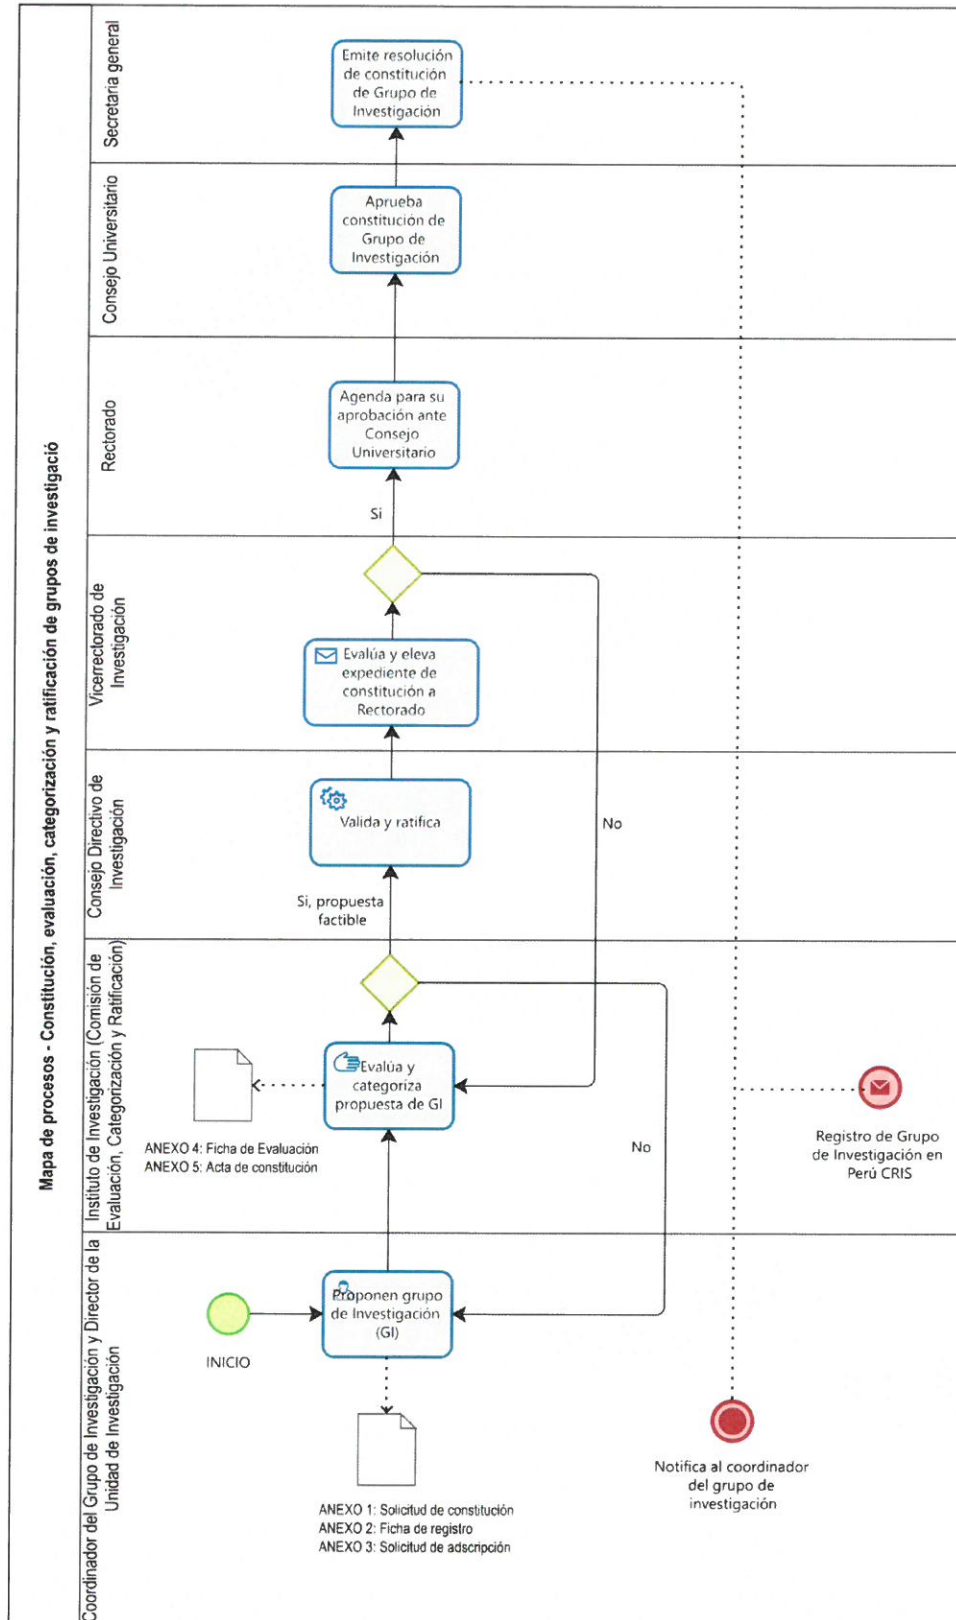 Mapa de procesos - Constitución, evaluación, categorización y ratificación de grupos de investigació
Secretaria general
Emite resolución
de constitución
de Grupo de
Investigación
Consejo Universitario
Aprueba
constitución de
Grupo de
Investigación
Rectorado
Agenda para su
aprobación ante
Consejo
Universitario
Si
Vicerrectorado de
Investigación
Evalúa y eleva
expediente de
constitución a
Rectorado
Consejo Directivo de
Investigación
Valida y ratifica
No
Si, propuesta
factible
Instituto de Investigación (Comisión de
Evaluación, Categorización y Ratificación)
Evalúa y
categoriza
propuesta de GI
ANEXO 4: Ficha de Evaluación
ANEXO 5: Acta de constitución
No
Registro de Grupo
de Investigación en
Perú CRIS
Coordinador del Grupo de Investigación y Director de la
Unidad de Investigación
INICIO
Proponen grupo
de Investigación
(GI)
ANEXO 1: Solicitud de constitución
ANEXO 2: Ficha de registro
ANEXO 3: Solicitud de adscripción
Notifica al coordinador
del grupo de
investigación